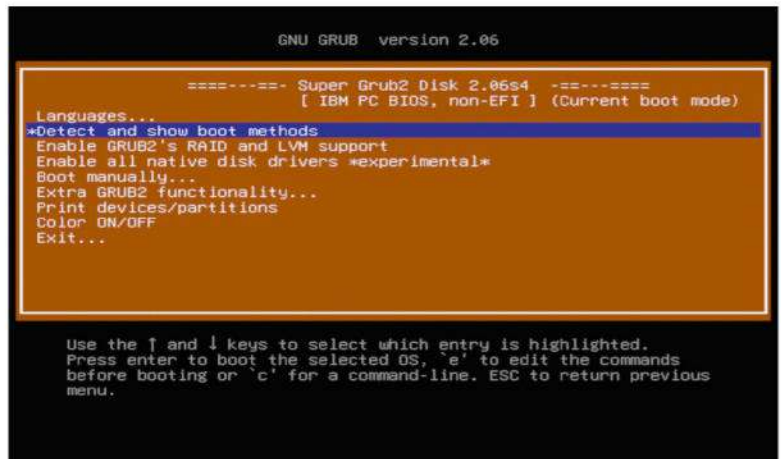 GNU GRUB version 2.06
====---==- Super Grub2 Disk 2.06s4 -==---====
[ IBM PC BIOS, non-EFI ] (Current boot mode)
Languages...
*Detect and show boot methods
Enable GRUB2's RAID and LVM support
Enable all native disk drivers *experimental*
Boot manually...
Extra GRUB2 functionality...
Print devices/partitions
Color ON/OFF
Exit...
Use the ↑ and ↓ keys to select which entry is highlighted.
Press enter to boot the selected OS, `e' to edit the commands
before booting or `c' for a command-line. ESC to return previous
menu.